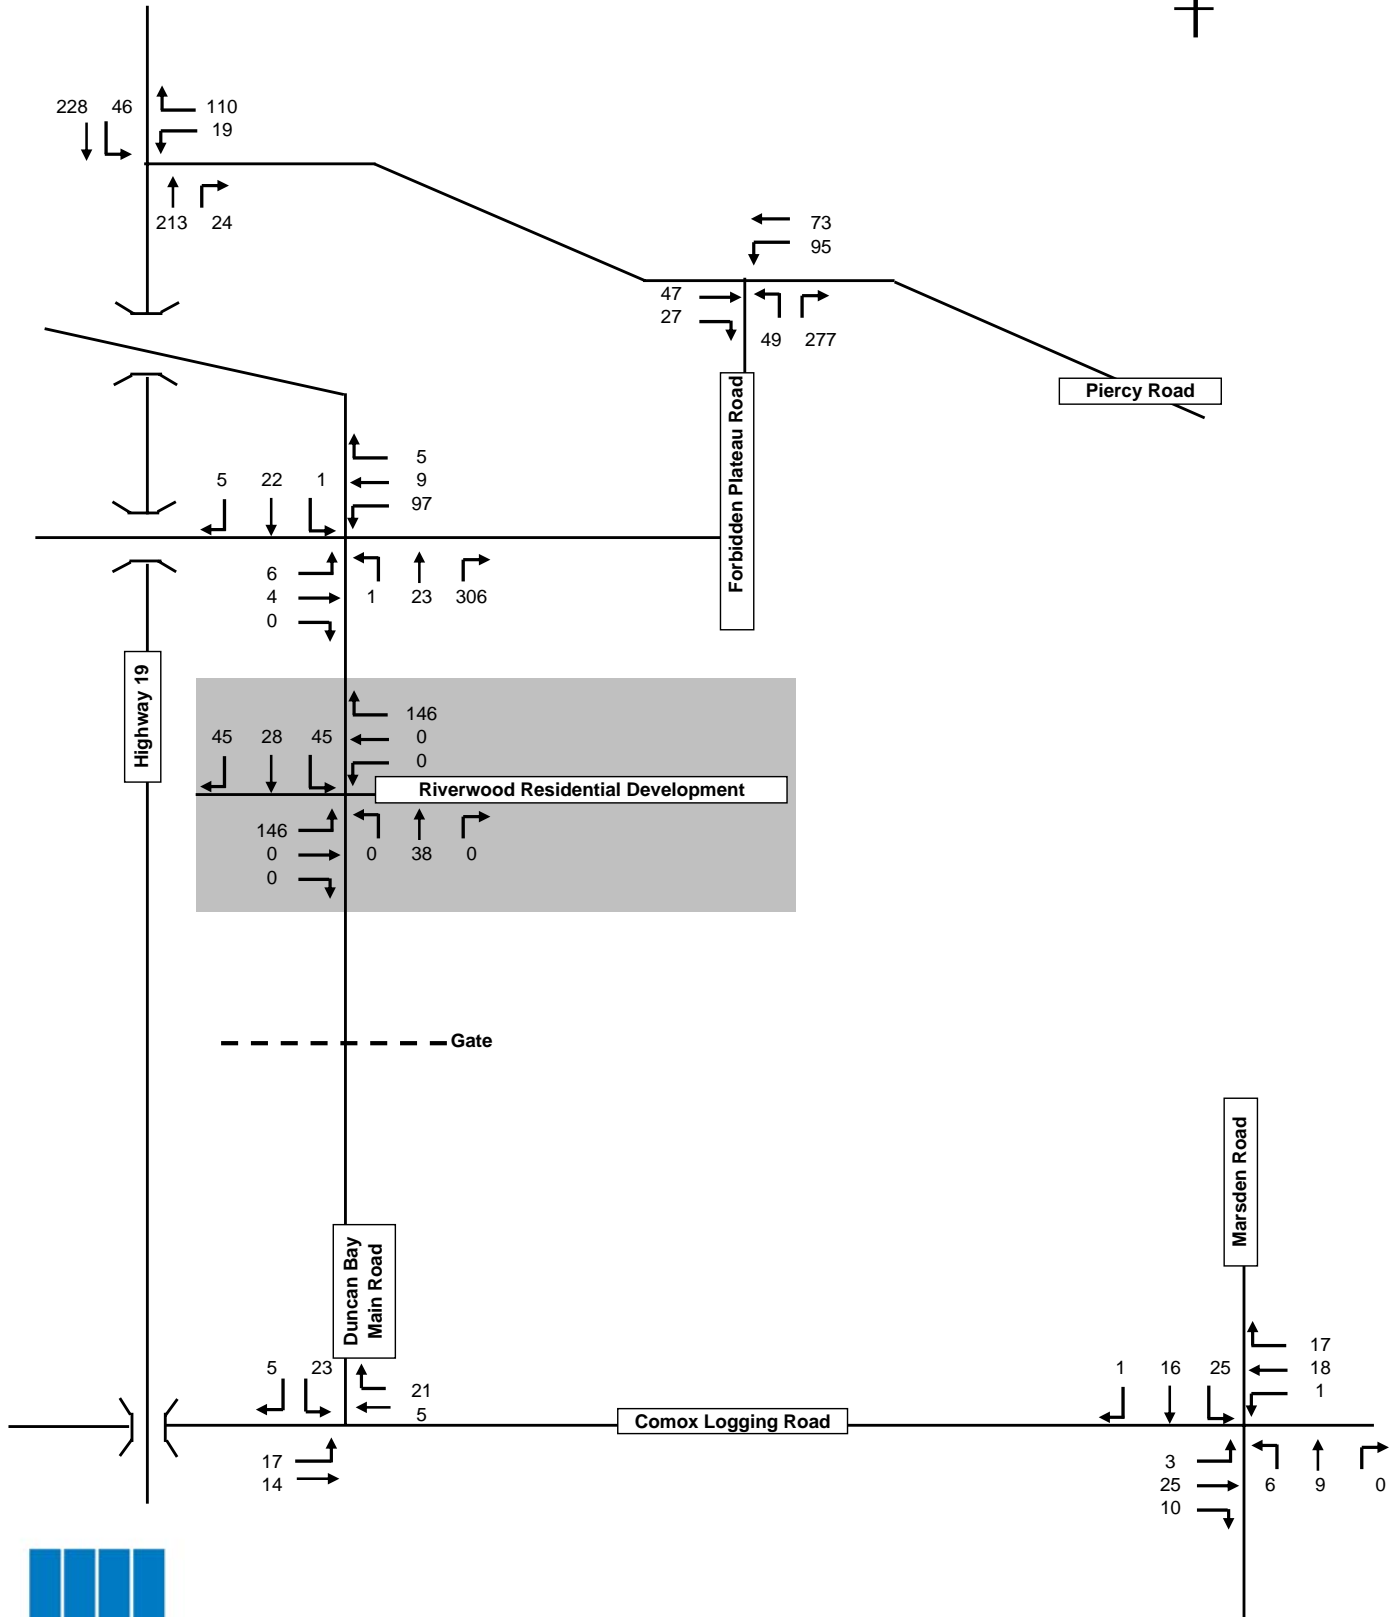 228 46 110
19
213 24
73
95
47
27
49 277
Piercy Road
Forbidden Plateau Road
5
5 22 1 9
97
6
4 1 23 306
0
Highway 19
146
45 28 45 0
0
Riverwood Residential Development
146
0 0 38 0
0
Gate
Marsden Road
Duncan Bay
Main Road
17
1 16 25 18
1
5 23
21
5
Comox Logging Road
17
14
3
25 6 9 0
10